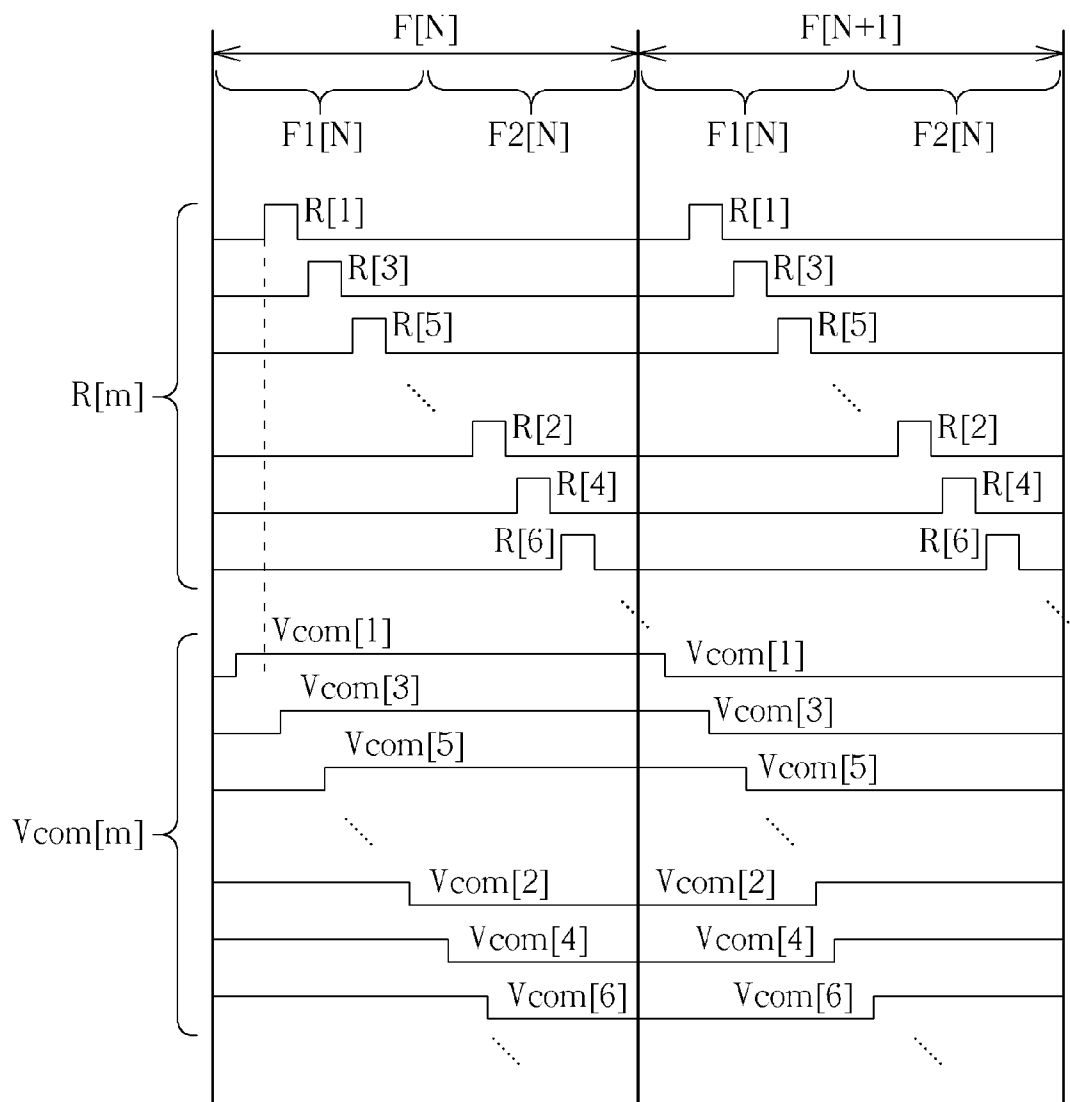 F[N] F[N+1]
F1[N] F2[N] F1[N] F2[N]
R[1] R[1]
R[3] R[3]
R[5] R[5]
R[m]
R[2] R[2]
R[4] R[4]
R[6] R[6]
Vcom[1] Vcom[1]
Vcom[3] Vcom[3]
Vcom[5] Vcom[5]
Vcom[m]
Vcom[2] Vcom[2]
Vcom[4] Vcom[4]
Vcom[6] Vcom[6]